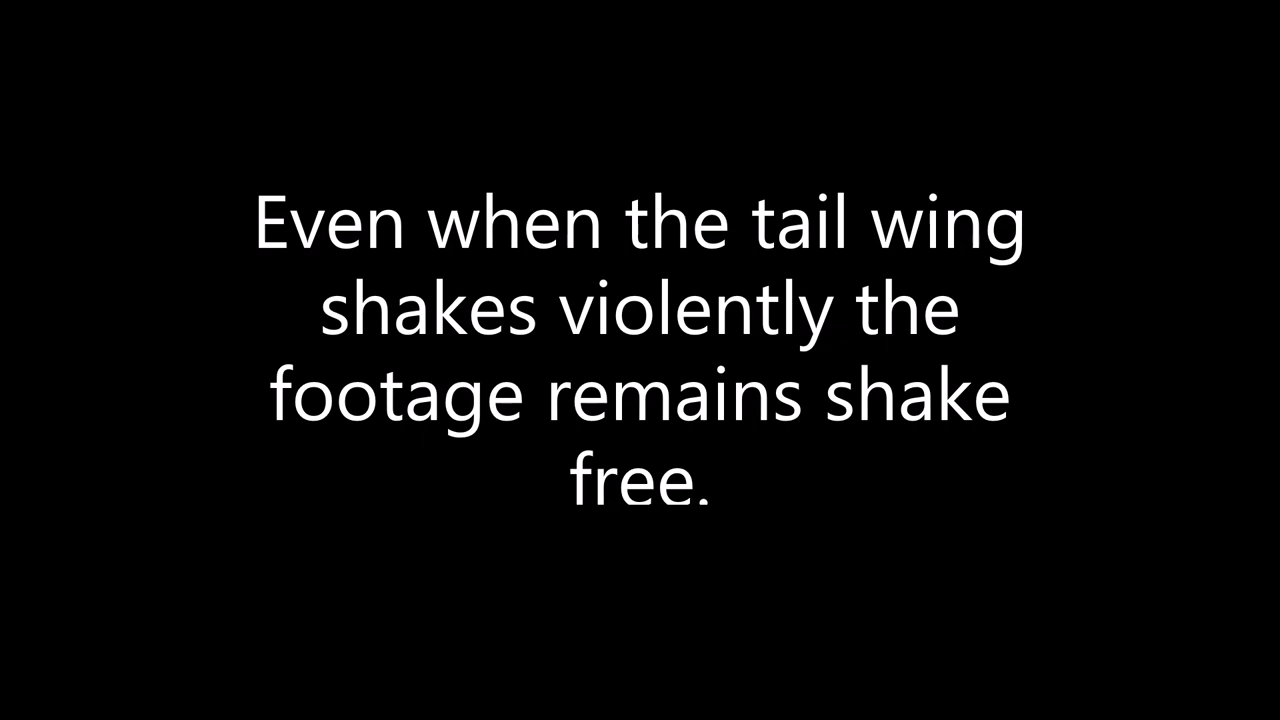 Even when the tail wing
shakes violently the
footage remains shake
free.